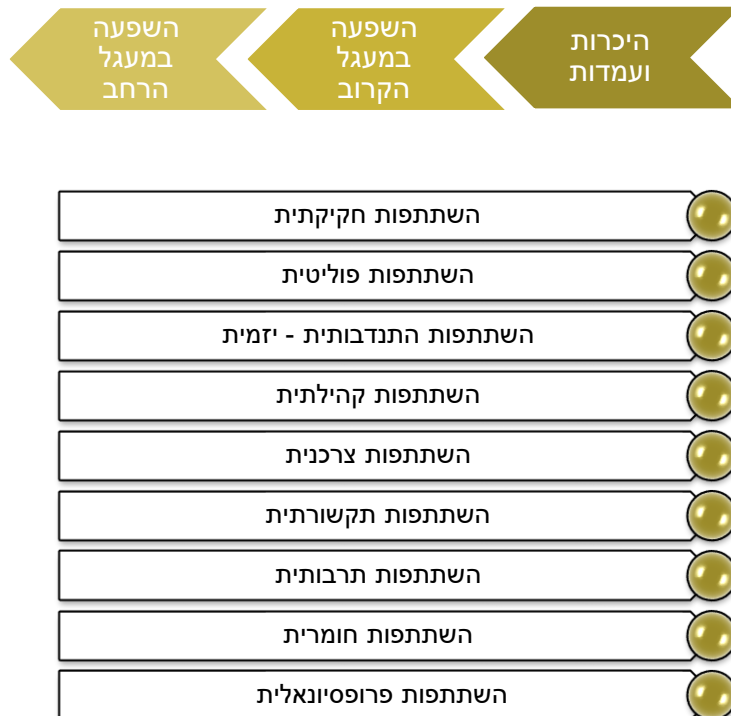 היכרות
ועמדות
השפעה
במעגל
הקרוב
השפעה
במעגל
הרחב
השתתפות חקיקתית
השתתפות פוליטית
השתתפות התנדבותית - יזמית
השתתפות קהילתית
השתתפות צרכנית
השתתפות תקשורתית
השתתפות תרבותית
השתתפות חומרית
השתתפות פרופסיונאלית